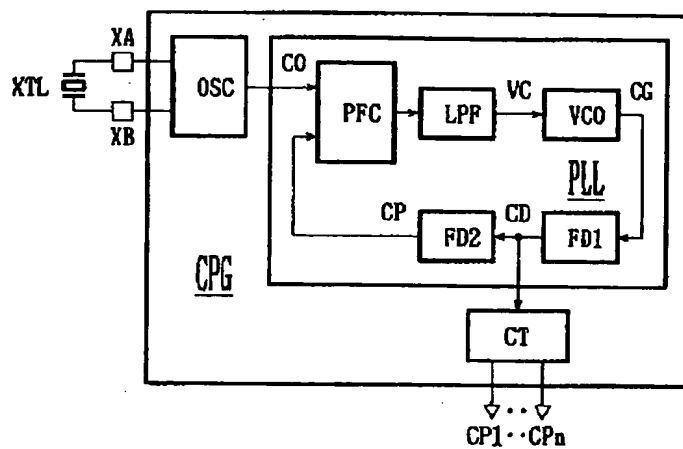 XA
XTL
XB
OSC
CO
PFC
LPF
VC
VCO
CG
PLL
CP
FD2
CD
FD1
CPG
CT
CP1··CPn